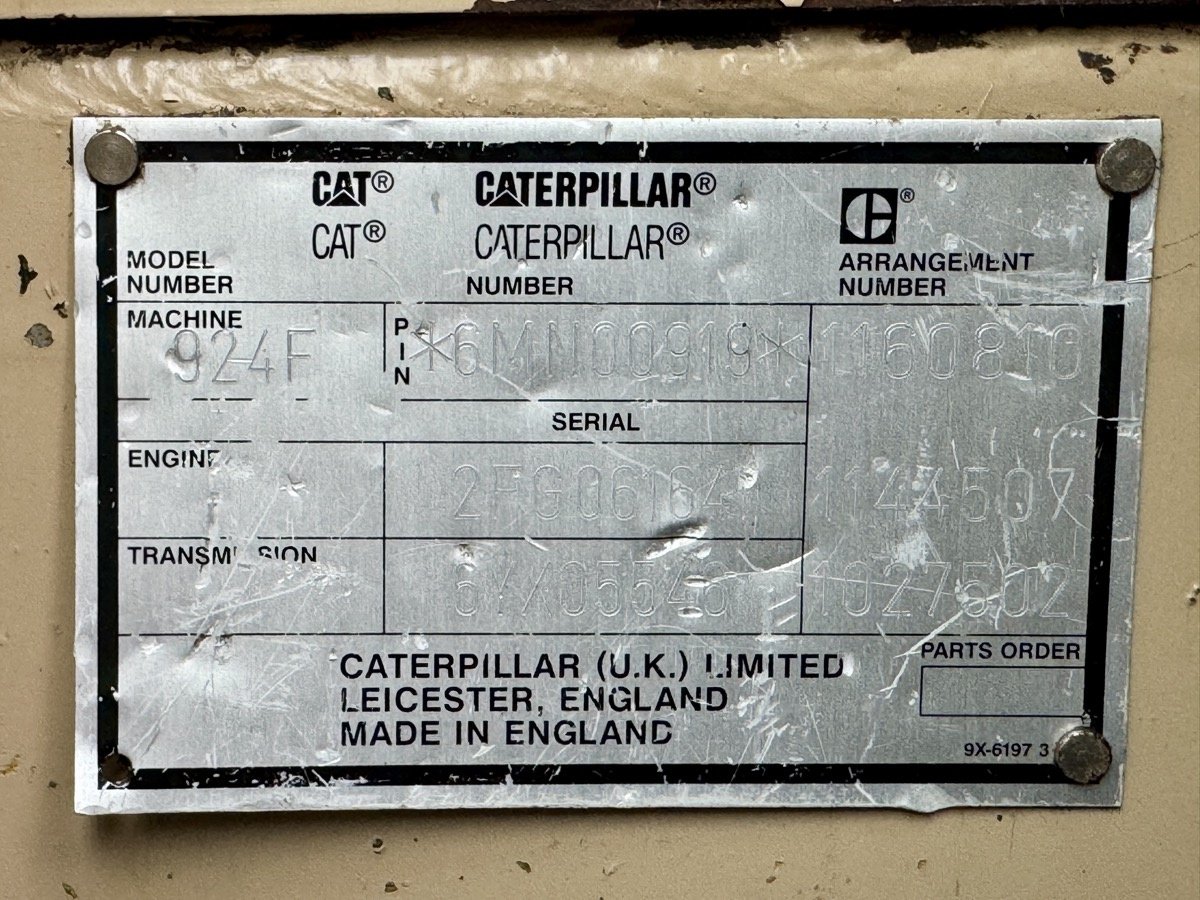 CAT® CATERPILLAR® ®
CAT® CATERPILLAR®
MODEL NUMBER
NUMBER
ARRANGEMENT NUMBER
MACHINE
924F
PIN
*6MN00919*
1160810
SERIAL
ENGINE
1144507
TRANSMISSION
1027502
CATERPILLAR (U.K.) LIMITED
LEICESTER, ENGLAND
MADE IN ENGLAND
PARTS ORDER
9X-6197 3